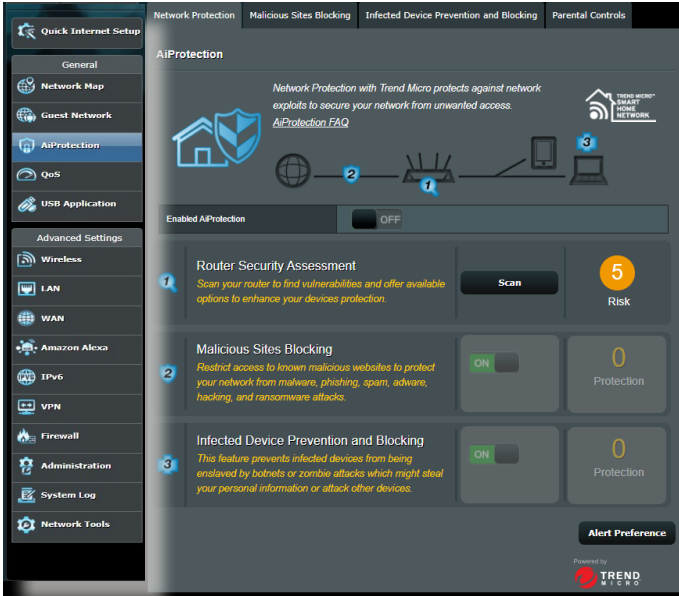 Network Protection
Malicious Sites Blocking
Infected Device Prevention and Blocking
Parental Controls
Quick Internet Setup
General
Network Map
Guest Network
AiProtection
QoS
USB Application
Advanced Settings
Wireless
LAN
WAN
Amazon Alexa
IPv6
VPN
Firewall
Administration
System Log
Network Tools
AiProtection
Network Protection with Trend Micro protects against network
exploits to secure your network from unwanted access.
AiProtection FAQ
TREND MICRO™
SMART
HOME
NETWORK
3
2
1
Enabled AiProtection
OFF
1
Router Security Assessment
Scan your router to find vulnerabilities and offer available
options to enhance your devices protection.
Scan
5
Risk
2
Malicious Sites Blocking
Restrict access to known malicious websites to protect
your network from malware, phishing, spam, adware,
hacking, and ransomware attacks.
ON
0
Protection
3
Infected Device Prevention and Blocking
This feature prevents infected devices from being
enslaved by botnets or zombie attacks which might steal
your personal information or attack other devices.
ON
0
Protection
Alert Preference
Powered by
TREND
MICRO